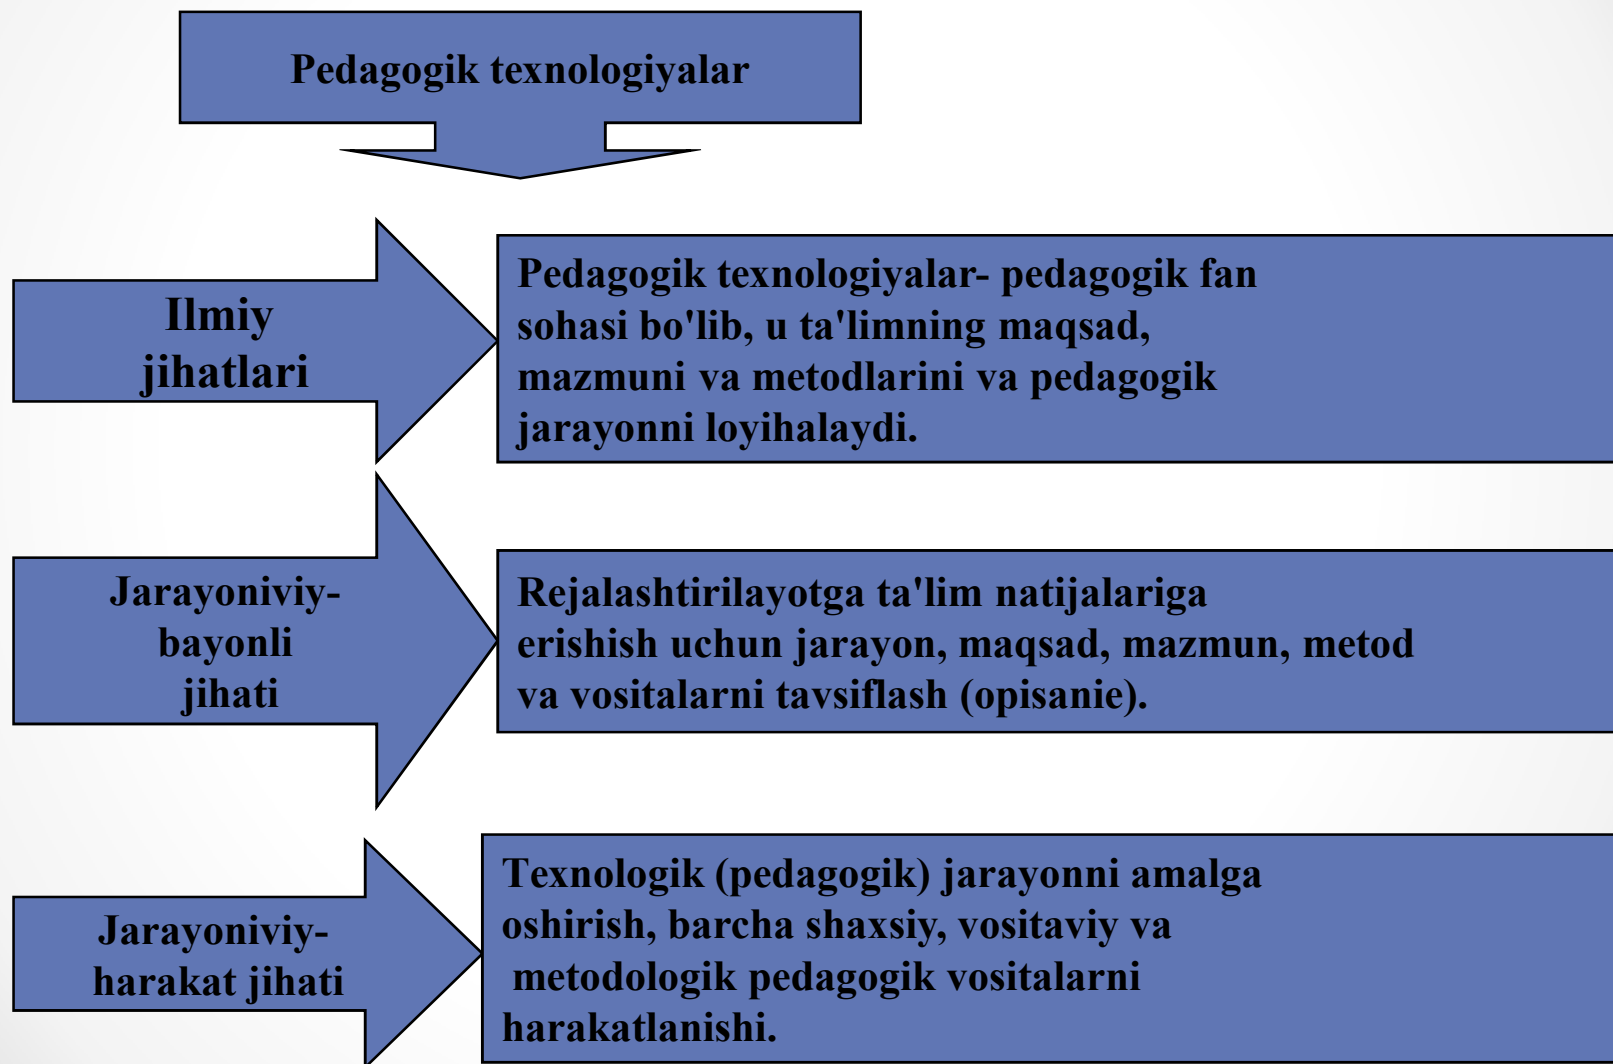 Pedagogik texnologiyalar
Ilmiy
jihatlari
Pedagogik texnologiyalar- pedagogik fan
sohasi bo'lib, u ta'limning maqsad,
mazmuni va metodlarini va pedagogik
jarayonni loyihalaydi.
Jarayoniviy-
bayonli
jihati
Rejalashtirilayotga ta'lim natijalariga
erishish uchun jarayon, maqsad, mazmun, metod
va vositalarni tavsiflash (opisanie).
Jarayoniviy-
harakat jihati
Texnologik (pedagogik) jarayonni amalga
oshirish, barcha shaxsiy, vositaviy va
metodologik pedagogik vositalarni
harakatlanishi.